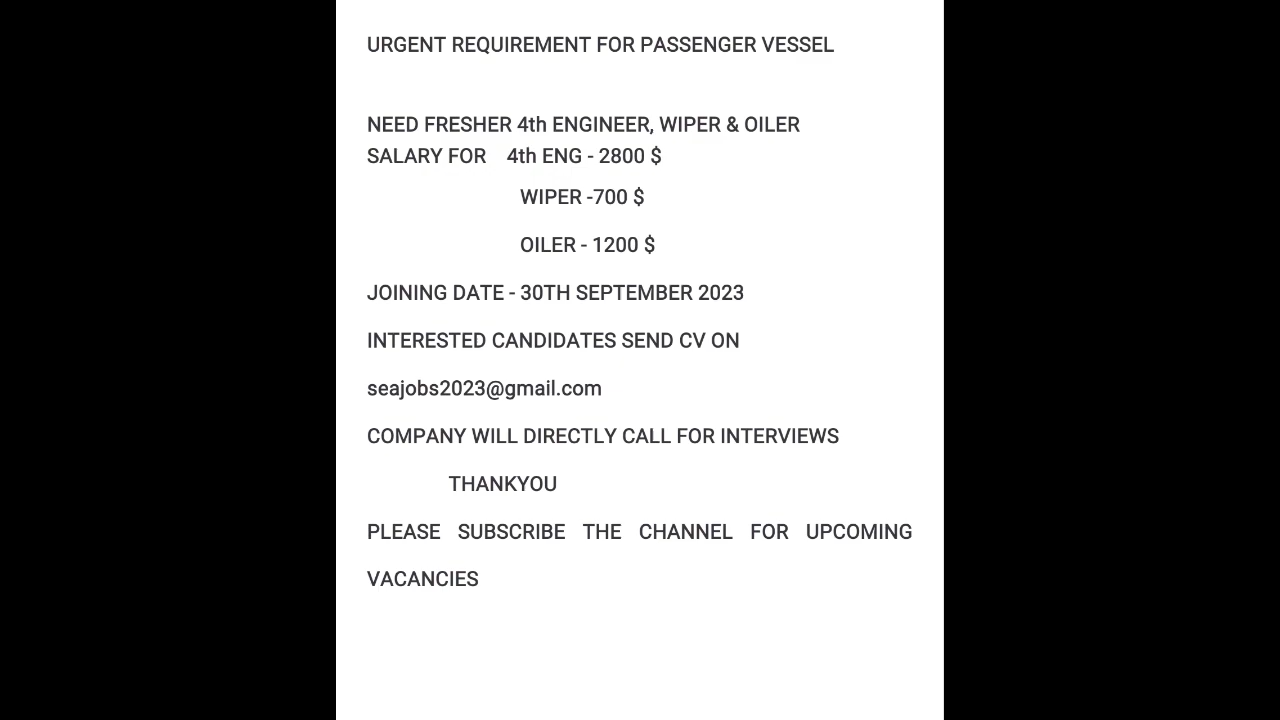 URGENT REQUIREMENT FOR PASSENGER VESSEL
NEED FRESHER 4th ENGINEER, WIPER & OILER
SALARY FOR 4th ENG - 2800 $
WIPER -700 $
OILER - 1200 $
JOINING DATE - 30TH SEPTEMBER 2023
INTERESTED CANDIDATES SEND CV ON
seajobs2023@gmail.com
COMPANY WILL DIRECTLY CALL FOR INTERVIEWS
THANKYOU
PLEASE SUBSCRIBE THE CHANNEL FOR UPCOMING
VACANCIES